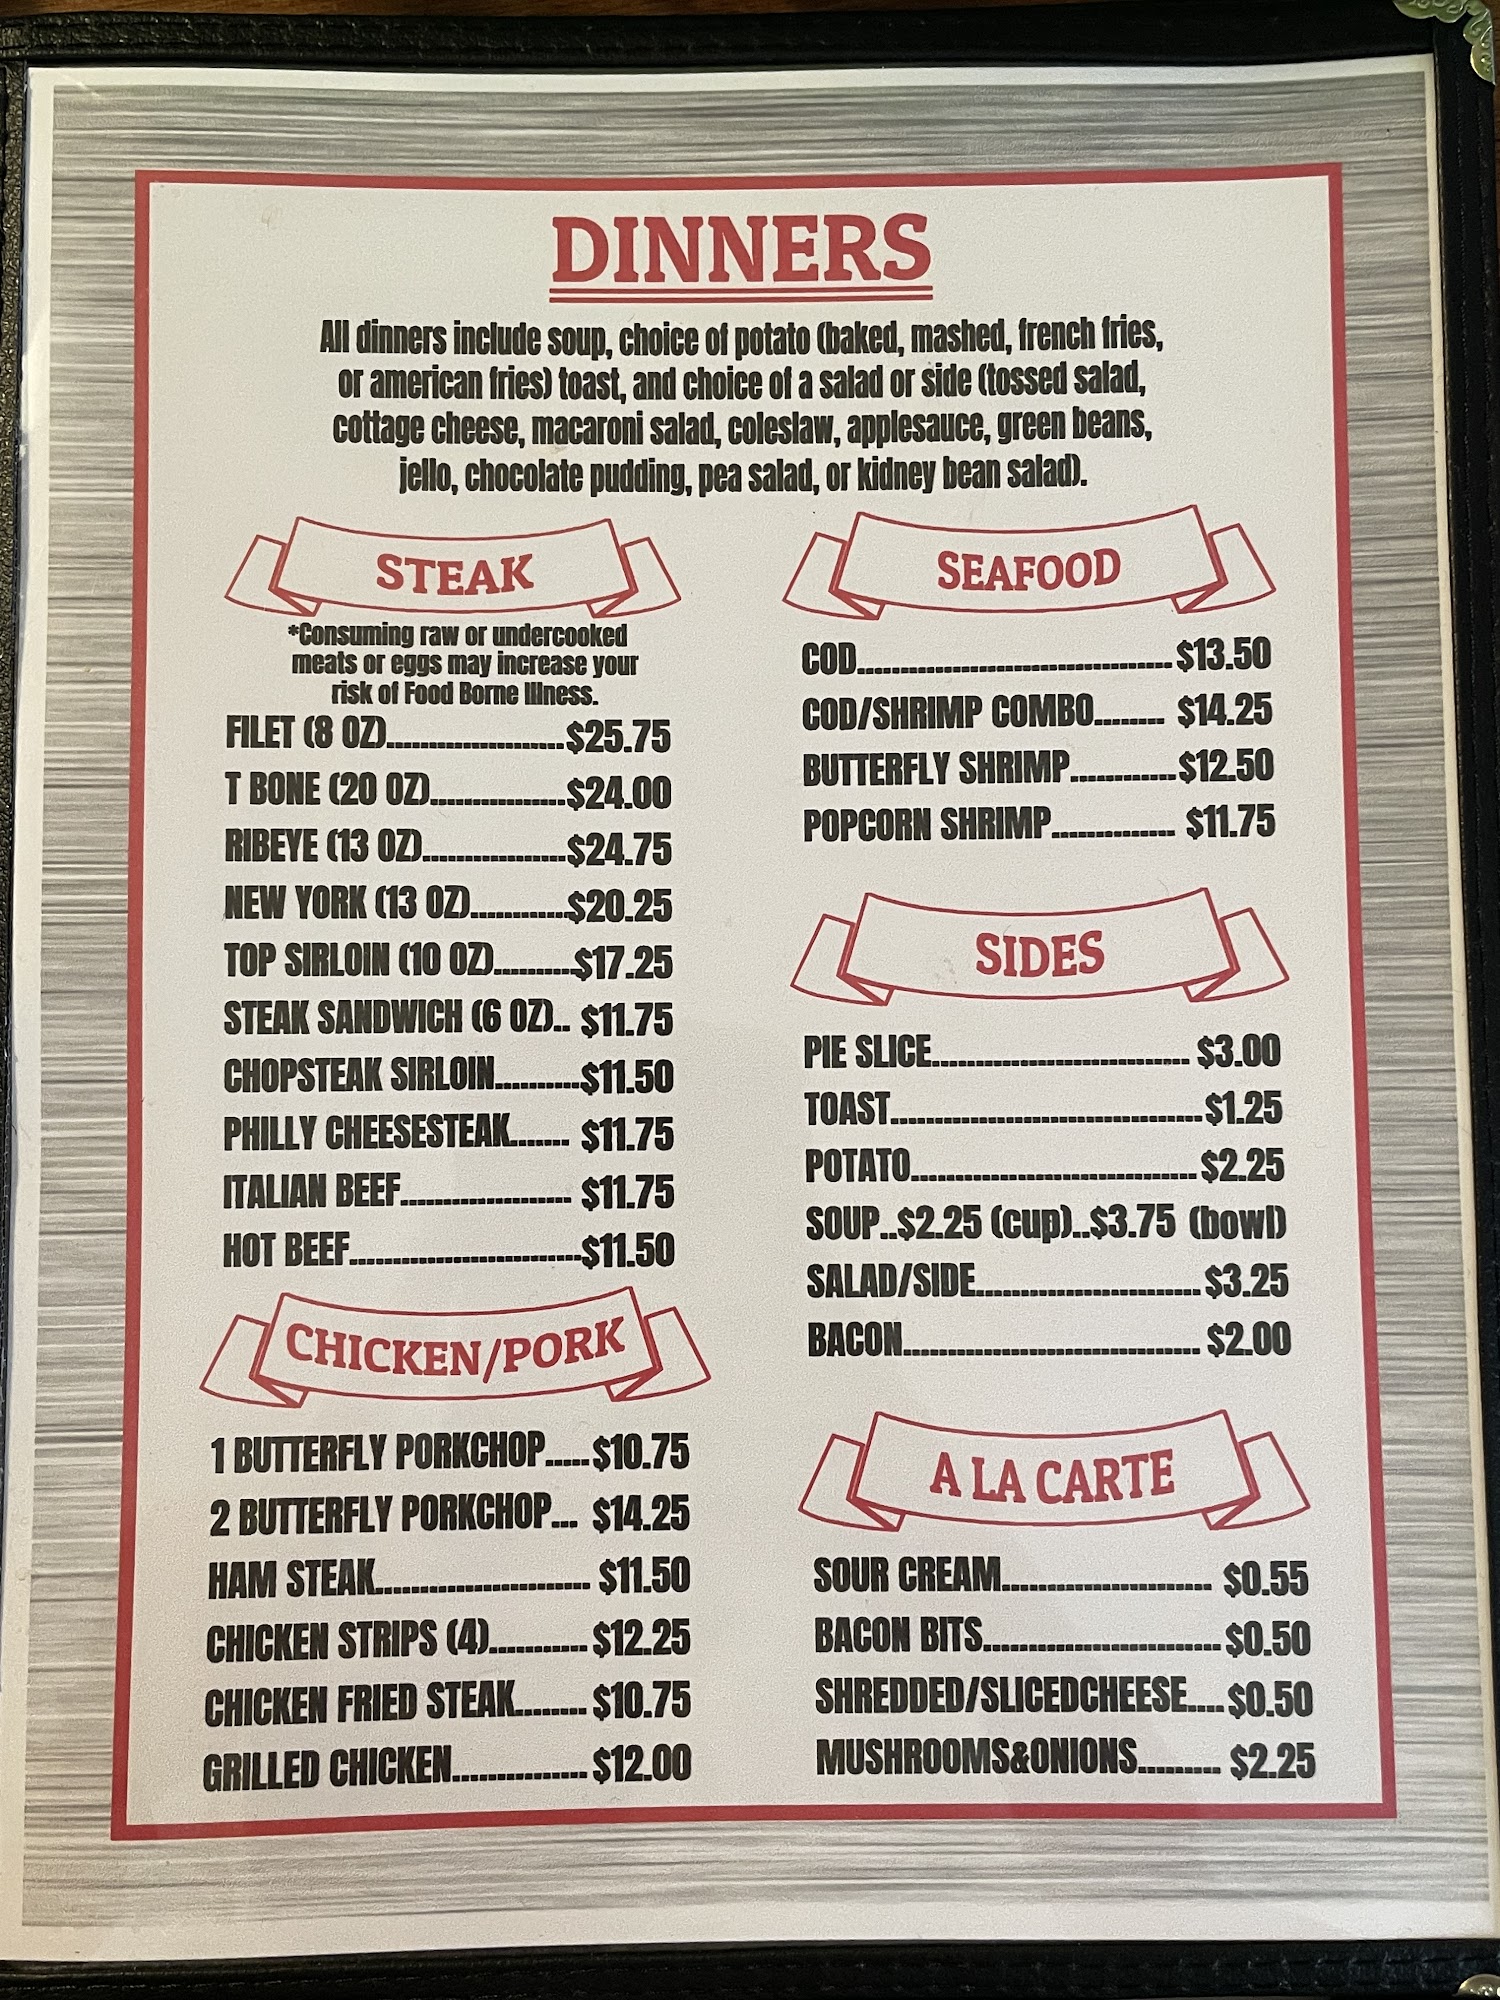 DINNERS
All dinners include soup, choice of potato (baked, mashed, french fries,
or american fries) toast, and choice of a salad or side (tossed salad,
cottage cheese, macaroni salad, coleslaw, applesauce, green beans,
jello, chocolate pudding, pea salad, or kidney bean salad).
STEAK
*Consuming raw or undercooked
meats or eggs may increase your
risk of Food Borne Illness.
FILET (8 OZ)........................$25.75
T BONE (20 OZ)..................$24.00
RIBEYE (13 OZ)...................$24.75
NEW YORK (13 OZ).............$20.25
TOP SIRLOIN (10 OZ)...........$17.25
STEAK SANDWICH (6 OZ).. $11.75
CHOPSTEAK SIRLOIN...........$11.50
PHILLY CHEESESTEAK........ $11.75
ITALIAN BEEF....................... $11.75
HOT BEEF...............................$11.50
CHICKEN/PORK
1 BUTTERFLY PORKCHOP......$10.75
2 BUTTERFLY PORKCHOP... $14.25
HAM STEAK............................ $11.50
CHICKEN STRIPS (4)............. $12.25
CHICKEN FRIED STEAK......... $10.75
GRILLED CHICKEN................. $12.00
SEAFOOD
COD..........................................$13.50
COD/SHRIMP COMBO......... $14.25
BUTTERFLY SHRIMP..............$12.50
POPCORN SHRIMP................ $11.75
SIDES
PIE SLICE.................................. $3.00
TOAST.........................................$1.25
POTATO......................................$2.25
SOUP..$2.25 (cup)..$3.75 (bowl)
SALAD/SIDE..............................$3.25
BACON....................................... $2.00
A LA CARTE
SOUR CREAM............................ $0.55
BACON BITS...............................$0.50
SHREDDED/SLICEDCHEESE.....$0.50
MUSHROOMS&ONIONS.......... $2.25